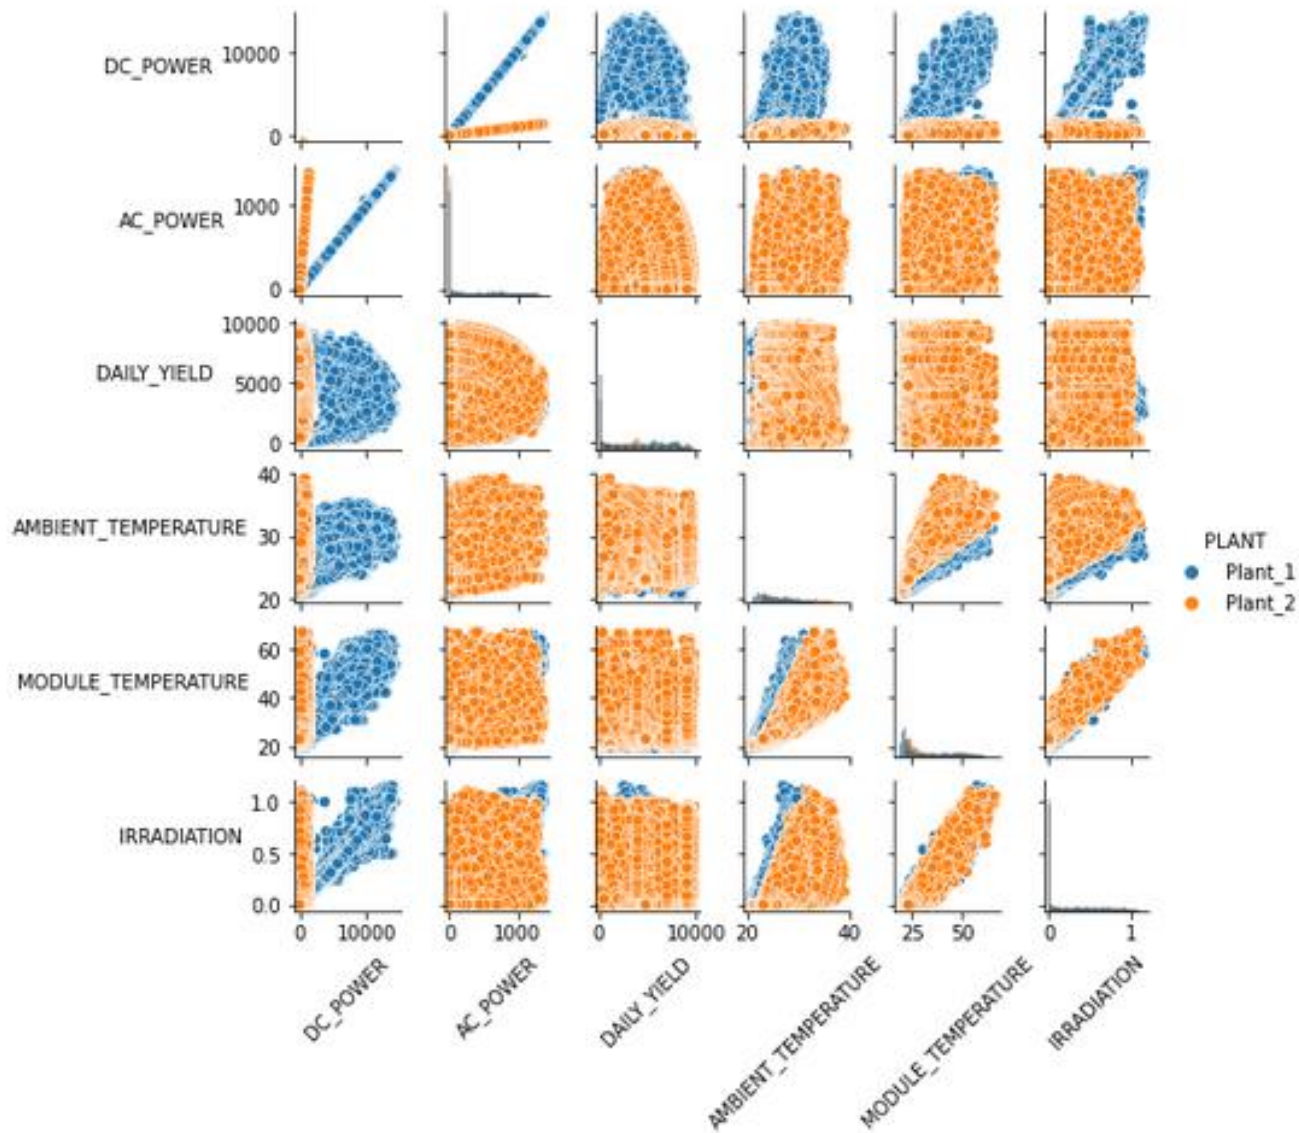 DC_POWER 10000
0
AC_POWER 1000
0
10000
DAILY_YIELD
5000
0
40
AMBIENT_TEMPERATURE
30
20
PLANT
Plant_1
Plant_2
60
MODULE_TEMPERATURE
40
20
1.0
IRRADIATION
0.5
0.0
0 10000 0 1000 0 10000 20 40 25 50 0 1
DC_POWER AC_POWER DAILY_YIELD AMBIENT_TEMPERATURE MODULE_TEMPERATURE IRRADIATION